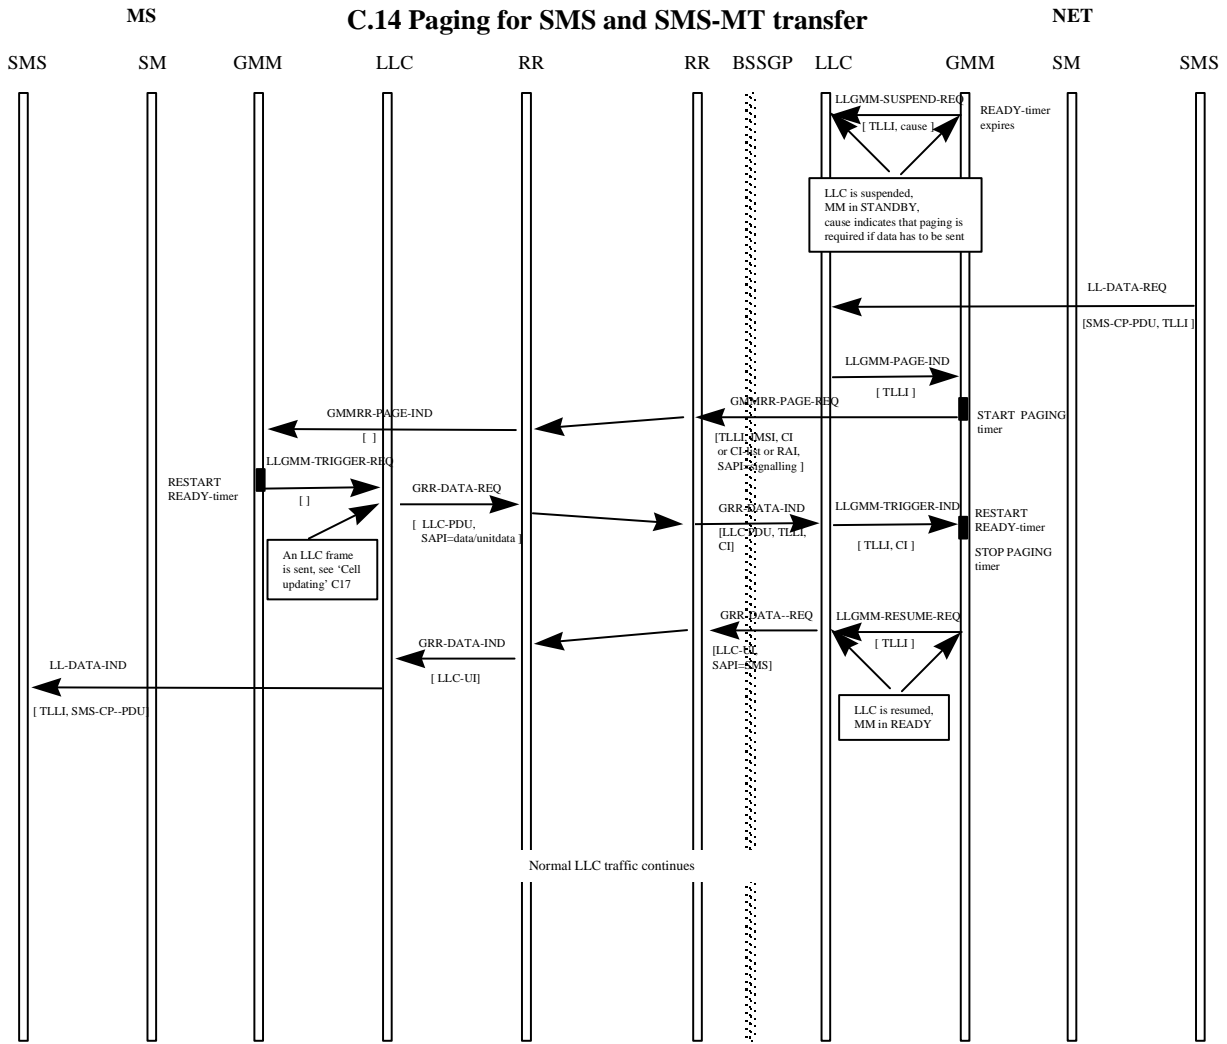 MS
C.14 Paging for SMS and SMS-MT transfer
NET
SMS SM GMM LLC RR RR BSSGP LLC GMM SM SMS
LLGMM-SUSPEND-REQ
[ TLLI, cause ]
READY-timer
expires
LLC is suspended,
MM in STANDBY,
cause indicates that paging is
required if data has to be sent
LL-DATA-REQ
[SMS-CP-PDU, TLLI ]
LLGMM-PAGE-IND
[ TLLI ]
GMMRR-PAGE-REQ
[TLLI, IMSI, CI
or CI-list or RAI,
SAPI=signalling ]
START PAGING
timer
GMMRR-PAGE-IND
[ ]
LLGMM-TRIGGER-REQ
[ ]
RESTART
READY-timer
GRR-DATA-REQ
[ LLC-PDU,
SAPI=data/unitdata ]
An LLC frame
is sent, see ‘Cell
updating’ C17
GRR-DATA-IND
[LLC-PDU, TLLI,
CI]
LLGMM-TRIGGER-IND
[ TLLI, CI ]
RESTART
READY-timer
STOP PAGING
timer
GRR-DATA--REQ
[LLC-UI,
SAPI=SMS]
LLGMM-RESUME-REQ
[ TLLI ]
LLC is resumed,
MM in READY
GRR-DATA-IND
[ LLC-UI]
LL-DATA-IND
[ TLLI, SMS-CP--PDU]
Normal LLC traffic continues